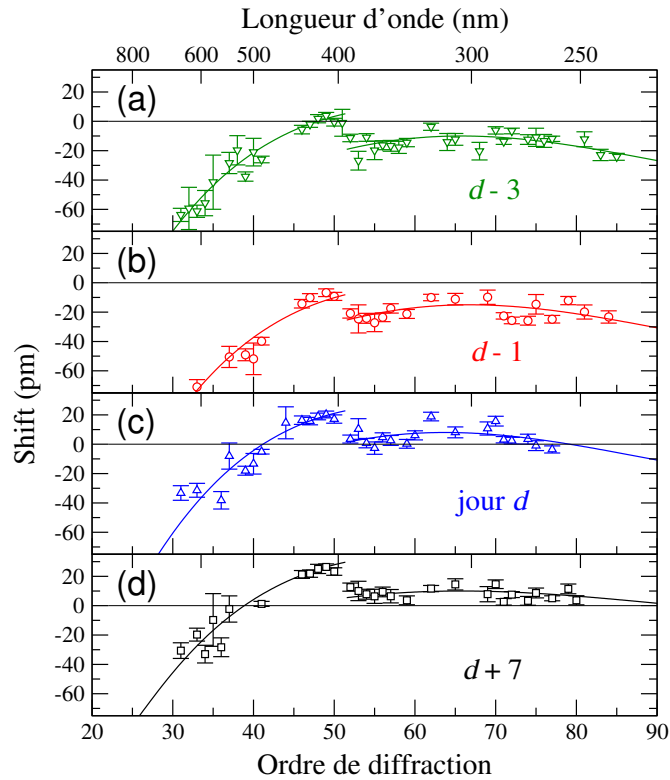 Longueur d'onde (nm)
800 600 500 400 300 250
(a)
20
0
-20
-40
-60
d - 3
(b)
20
0
-20
-40
-60
d - 1
Shift (pm)
(c)
20
0
-20
-40
-60
jour d
(d)
20
0
-20
-40
-60
d + 7
20 30 40 50 60 70 80 90
Ordre de diffraction